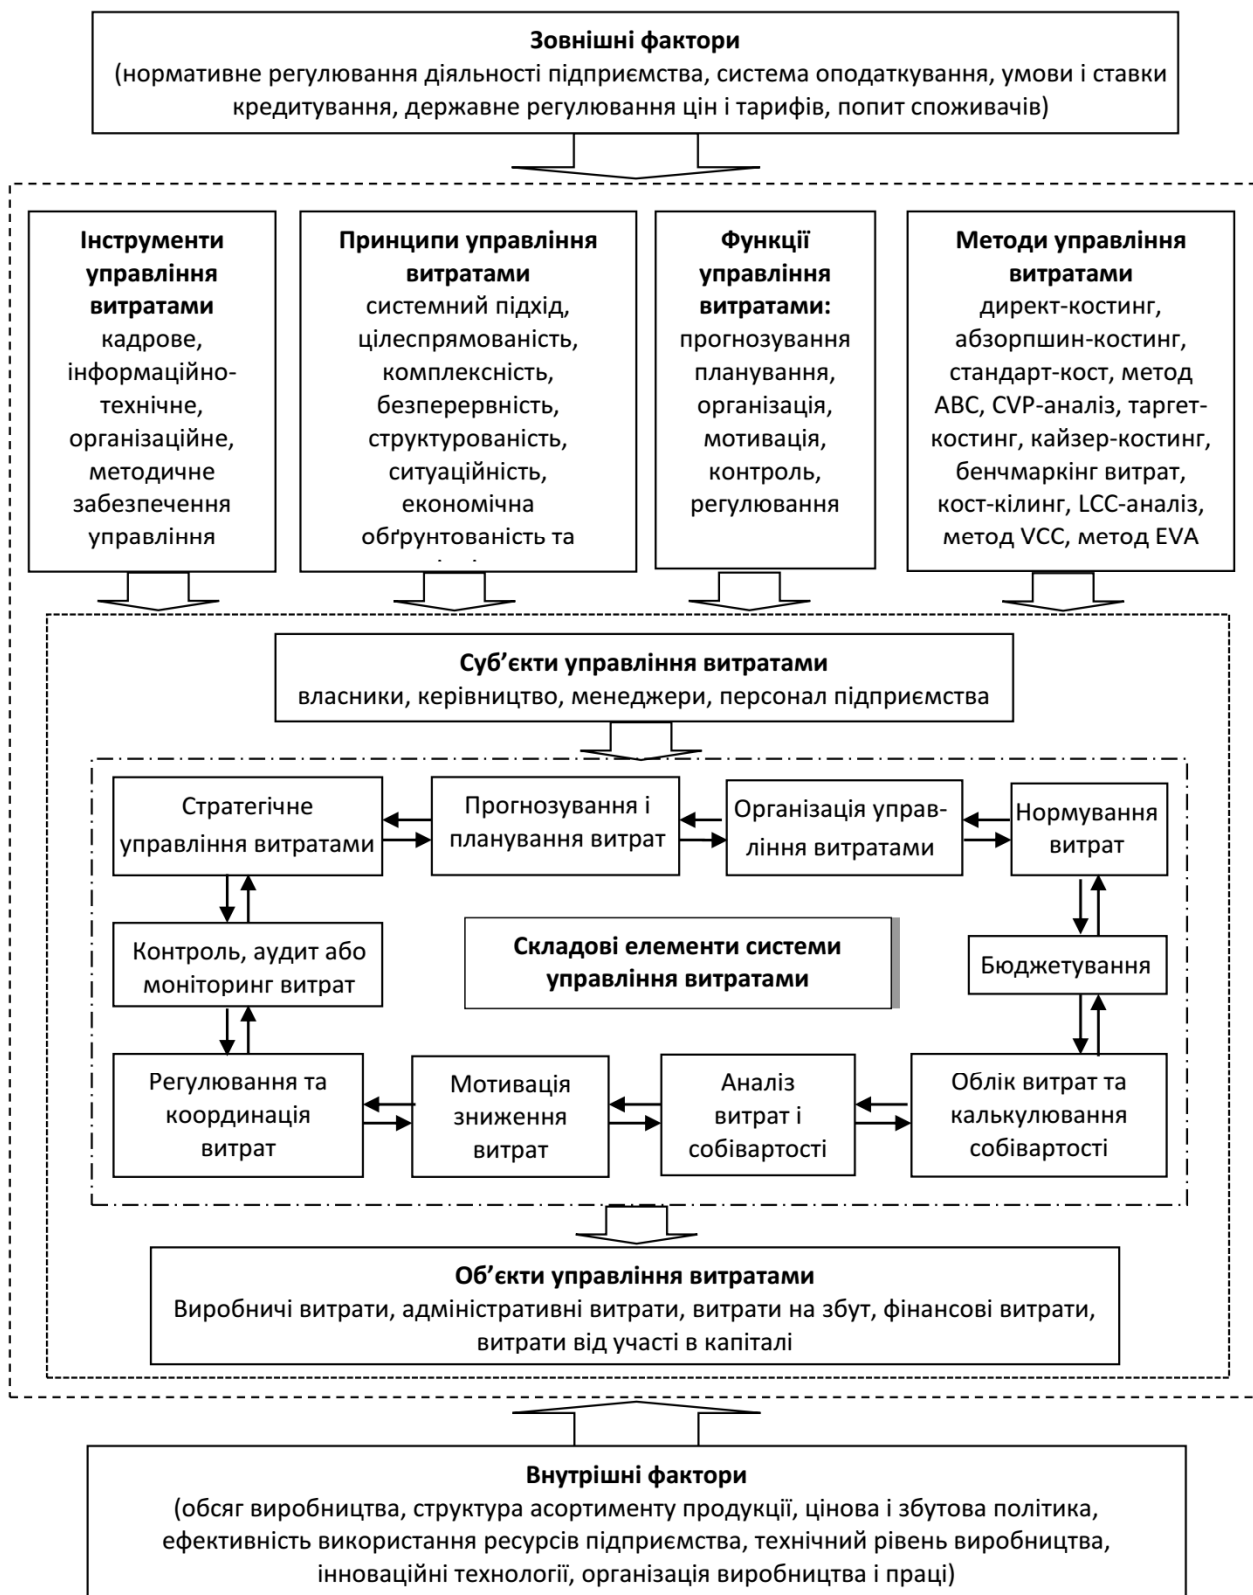 Зовнішні фактори
(нормативне регулювання діяльності підприємства, система оподаткування, умови і ставки
кредитування, державне регулювання цін і тарифів, попит споживачів)
Інструменти
управління
витратами
кадрове,
інформаційно-
технічне,
організаційне,
методичне
забезпечення
управління
Принципи управління
витратами
системний підхід,
цілеспрямованість,
комплексність,
безперервність,
структурованість,
ситуаційність,
економічна
обґрунтованість та
Функції
управління
витратами:
прогнозування
планування,
організація,
мотивація,
контроль,
регулювання
Методи управління
витратами
директ-костинг,
абзорпшин-костинг,
стандарт-кост, метод
АВС, CVP-аналіз, таргет-
костинг, кайзер-костинг,
бенчмаркінг витрат,
кост-кілинг, LCC-аналіз,
метод VCC, метод EVA
Суб’єкти управління витратами
власники, керівництво, менеджери, персонал підприємства
Стратегічне
управління витратами
Прогнозування і
планування витрат
Організація управ-
ління витратами
Нормування
витрат
Контроль, аудит або
моніторинг витрат
Складові елементи системи
управління витратами
Бюджетування
Регулювання та
координація
витрат
Мотивація
зниження
витрат
Аналіз
витрат і
собівартості
Облік витрат та
калькулювання
собівартості
Об’єкти управління витратами
Виробничі витрати, адміністративні витрати, витрати на збут, фінансові витрати,
витрати від участі в капіталі
Внутрішні фактори
(обсяг виробництва, структура асортименту продукції, цінова і збутова політика,
ефективність використання ресурсів підприємства, технічний рівень виробництва,
інноваційні технології, організація виробництва і праці)